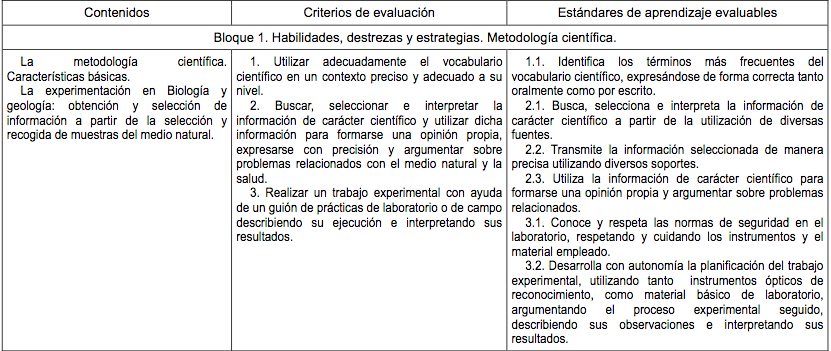 Contenidos
Criterios de evaluación
Estándares de aprendizaje evaluables
Bloque 1. Habilidades, destrezas y estrategias. Metodología científica.
La metodología científica.
Características básicas.
La experimentación en Biología y
geología: obtención y selección de
información a partir de la selección y
recogida de muestras del medio natural.
1. Utilizar adecuadamente el vocabulario
científico en un contexto preciso y adecuado a su
nivel.
2. Buscar, seleccionar e interpretar la
información de carácter científico y utilizar dicha
información para formarse una opinión propia,
expresarse con precisión y argumentar sobre
problemas relacionados con el medio natural y la
salud.
3. Realizar un trabajo experimental con ayuda
de un guión de prácticas de laboratorio o de campo
describiendo su ejecución e interpretando sus
resultados.
1.1. Identifica los términos más frecuentes del
vocabulario científico, expresándose de forma correcta tanto
oralmente como por escrito.
2.1. Busca, selecciona e interpreta la información de
carácter científico a partir de la utilización de diversas
fuentes.
2.2. Transmite la información seleccionada de manera
precisa utilizando diversos soportes.
2.3. Utiliza la información de carácter científico para
formarse una opinión propia y argumentar sobre problemas
relacionados.
3.1. Conoce y respeta las normas de seguridad en el
laboratorio, respetando y cuidando los instrumentos y el
material empleado.
3.2. Desarrolla con autonomía la planificación del trabajo
experimental, utilizando tanto instrumentos ópticos de
reconocimiento, como material básico de laboratorio,
argumentando el proceso experimental seguido,
describiendo sus observaciones e interpretando sus
resultados.